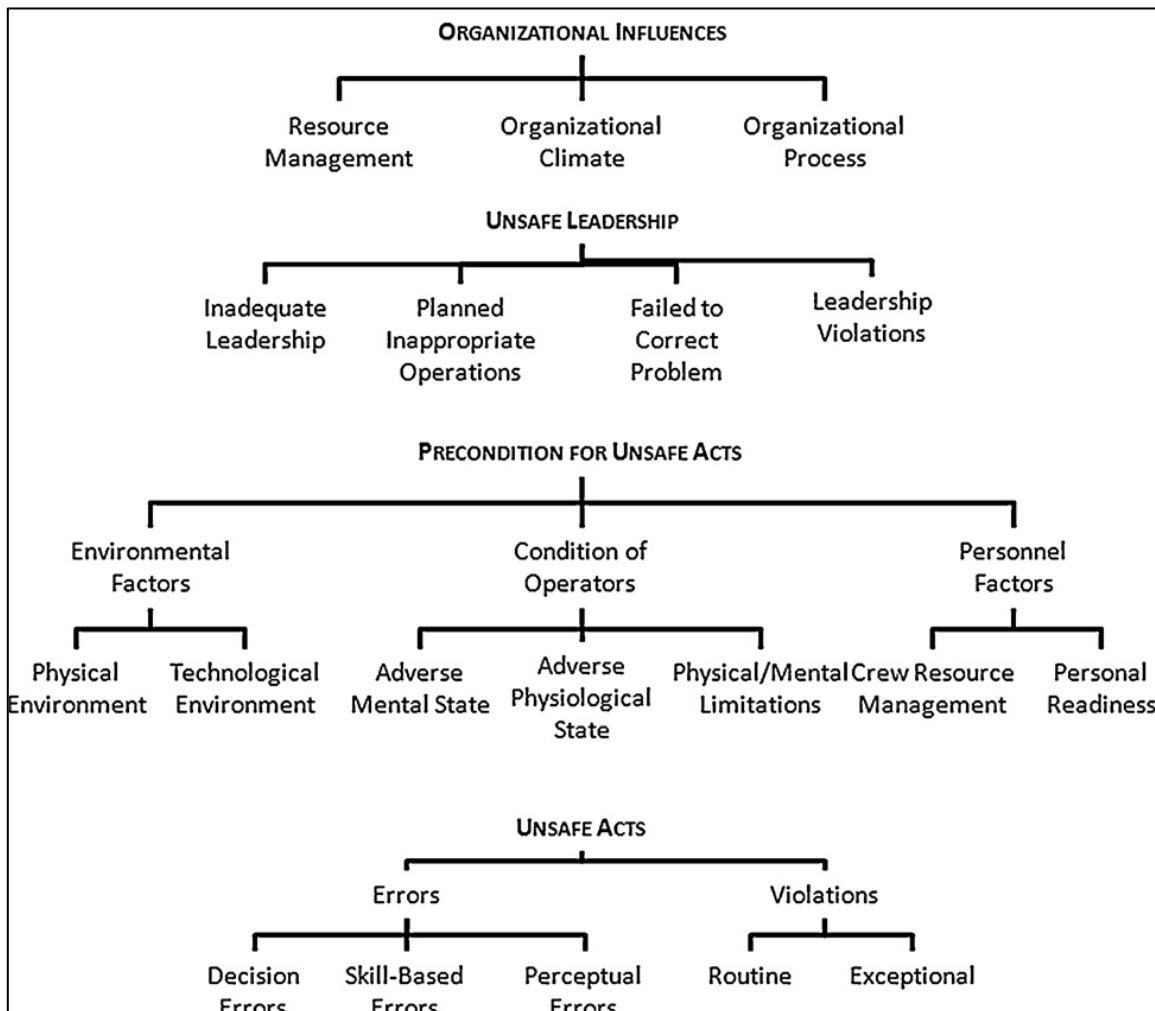 ORGANIZATIONAL INFLUENCES
Resource
Management
Organizational
Climate
Organizational
Process
UNSAFE LEADERSHIP
Inadequate
Leadership
Planned
Inappropriate
Operations
Failed to
Correct
Problem
Leadership
Violations
PRECONDITION FOR UNSAFE ACTS
Environmental
Factors
Condition of
Operators
Personnel
Factors
Physical
Environment
Technological
Environment
Adverse
Mental State
Adverse
Physiological
State
Physical/Mental
Limitations
Crew Resource
Management
Personal
Readiness
UNSAFE ACTS
Errors
Violations
Decision
Errors
Skill-Based
Errors
Perceptual
Errors
Routine
Exceptional